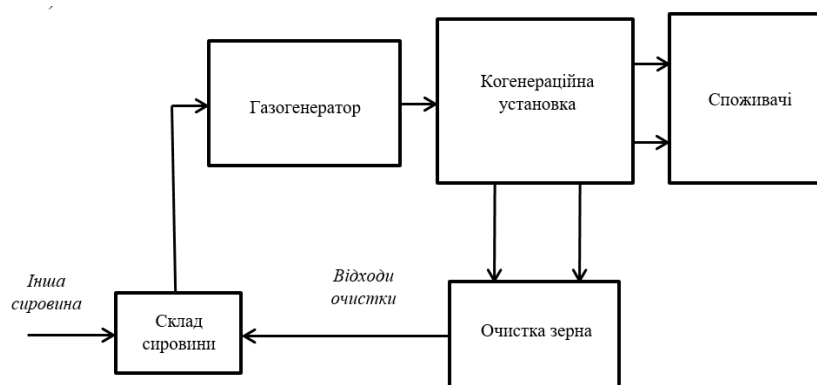 Газогенератор
Когенераційна
установка
Споживачі
Інша
сировина
Склад
сировини
Відходи
очистки
Очистка зерна